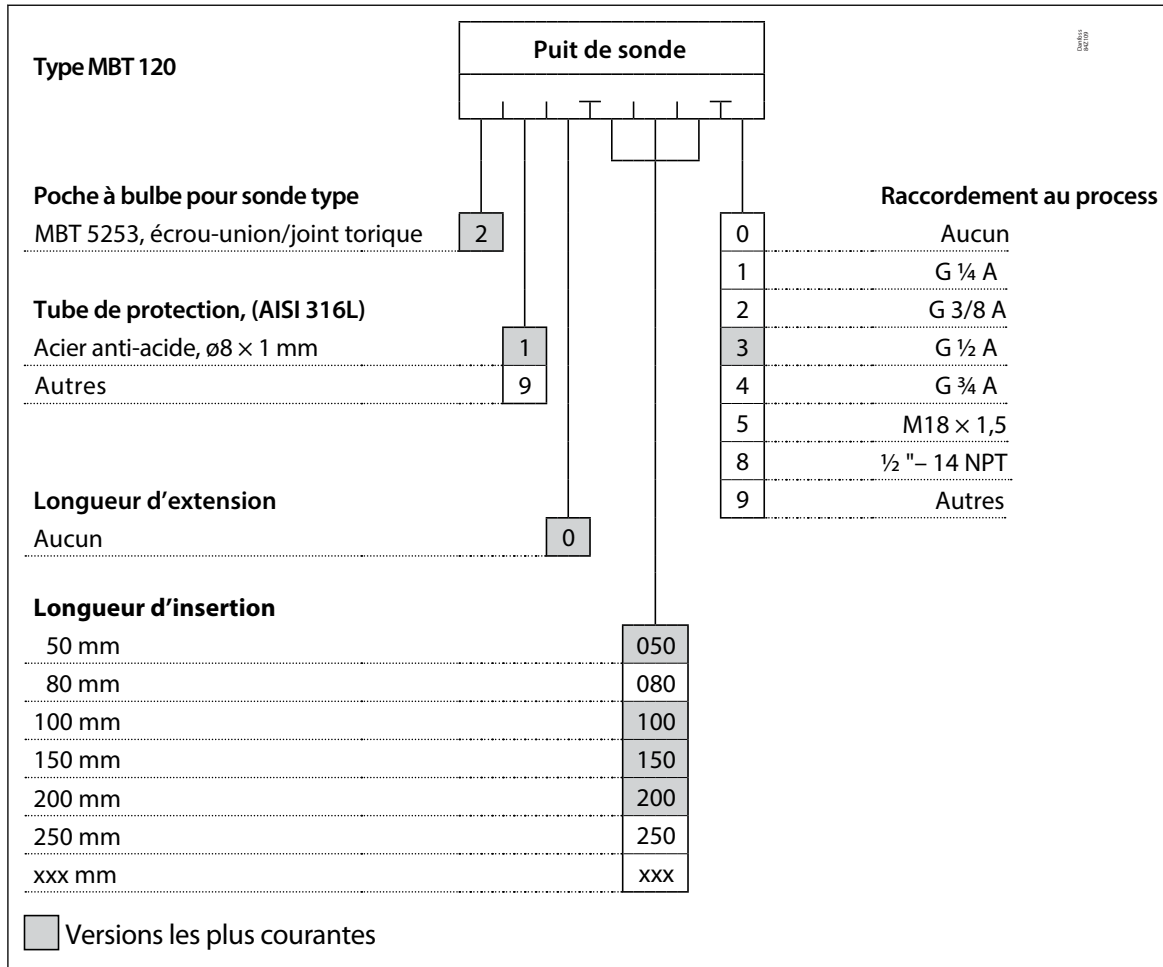 Type MBT 120
Puit de sonde
Danfoss
84Z109
Poche à bulbe pour sonde type
MBT 5253, écrou-union/joint torique 2
Tube de protection, (AISI 316L)
Acier anti-acide, ø8 × 1 mm 1
Autres 9
Longueur d’extension
Aucun 0
Longueur d’insertion
50 mm 050
80 mm 080
100 mm 100
150 mm 150
200 mm 200
250 mm 250
xxx mm xxx
Raccordement au process
0 Aucun
1 G ¼ A
2 G 3/8 A
3 G ½ A
4 G ¾ A
5 M18 × 1,5
8 ½ "– 14 NPT
9 Autres
Versions les plus courantes